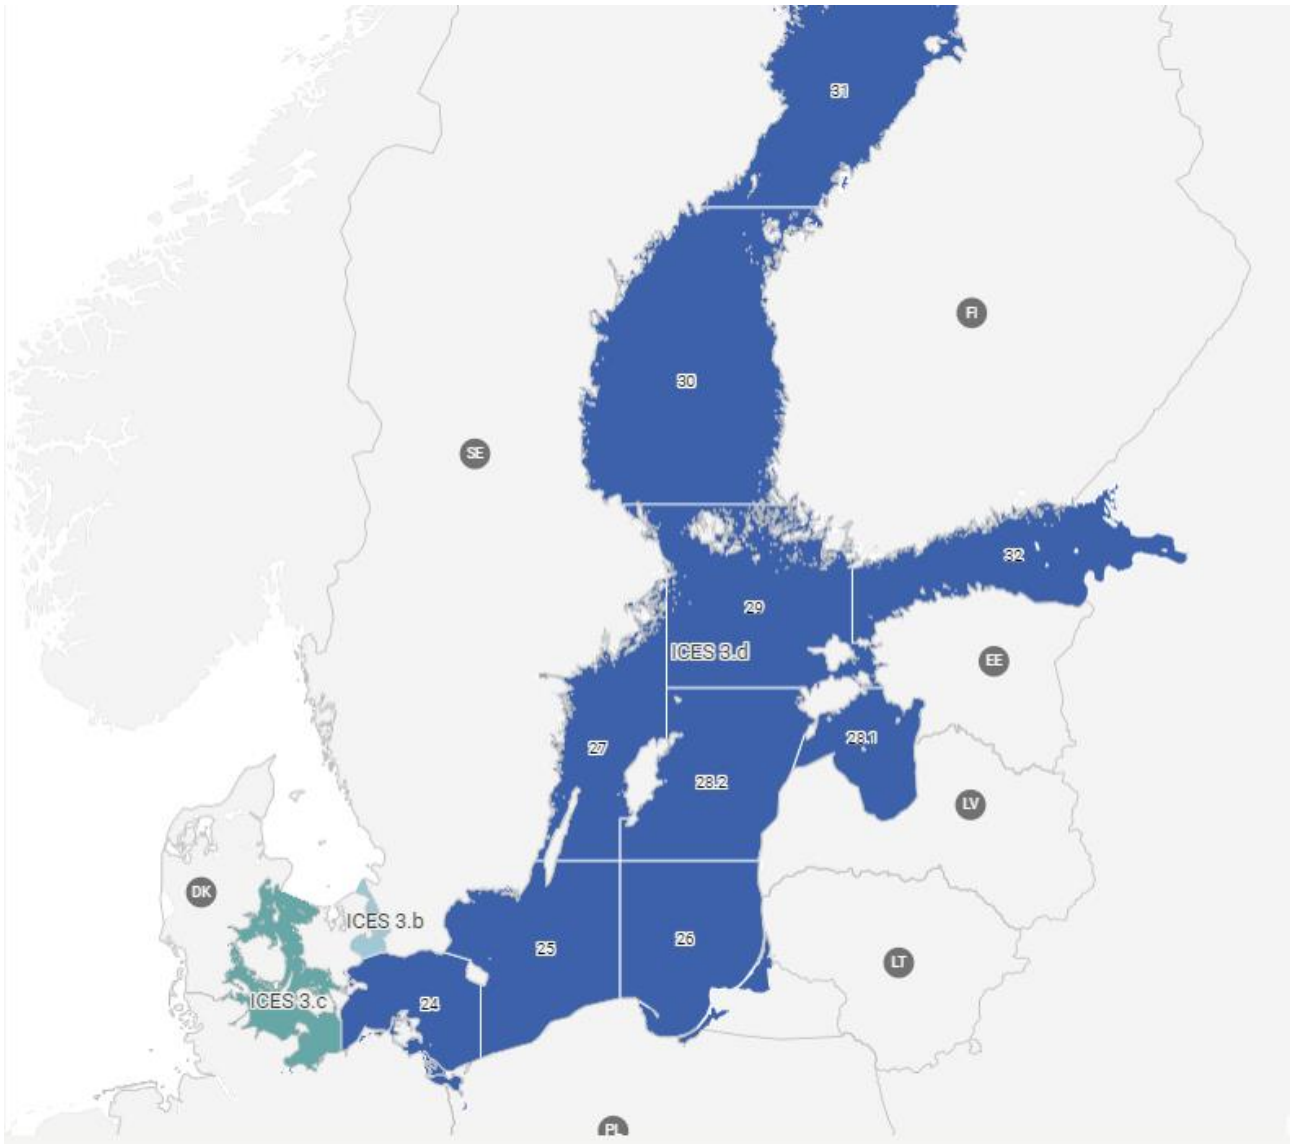 31
FI
30
SE
32
29
ICES 3.d
EE
28.1
27
28.2
LV
DK
ICES 3.b
25
26
LT
ICES 3.c
24
PL